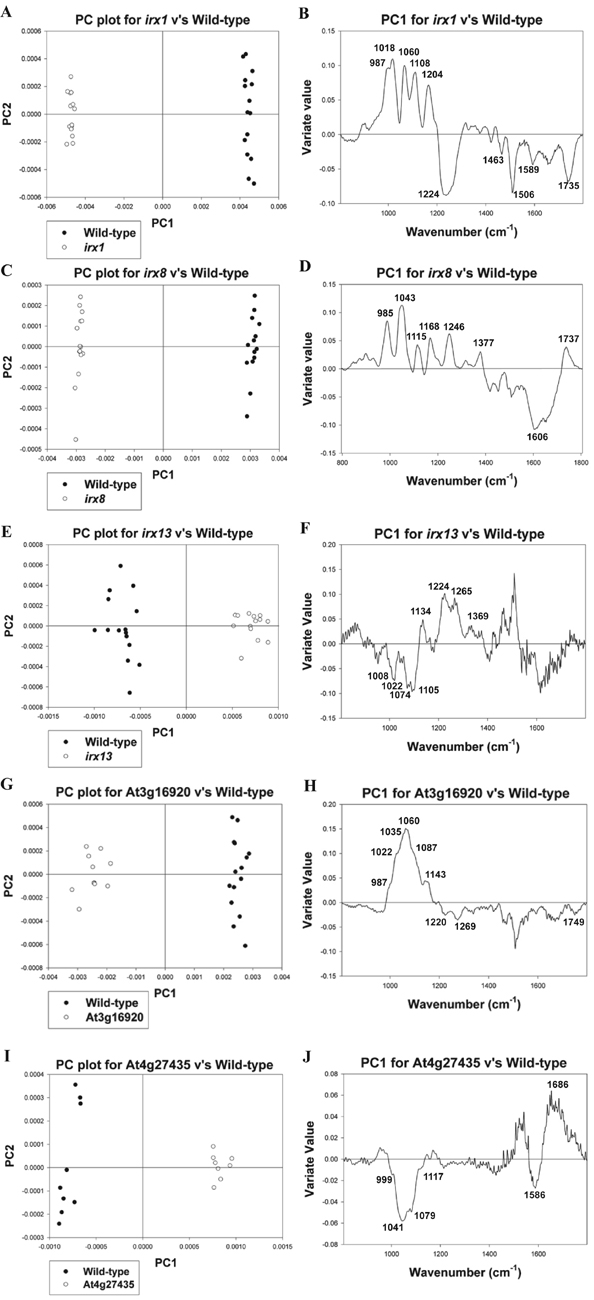 A
PC plot for irx1 v's Wild-type
0.0006
0.0004
0.0002
0.0000
-0.0002
-0.0004
-0.0006
PC2
-0.006 -0.004 -0.002 0.000 0.002 0.004 0.006
PC1
Wild-type
irx1
B
PC1 for irx1 v's Wild-type
0.15
0.10
0.05
0.00
-0.05
-0.10
Variate value
987
1018
1060
1108
1204
1224
1463
1506
1589
1735
1000 1200 1400 1600
Wavenumber (cm-1)
C
PC plot for irx8 v's Wild-type
0.0003
0.0002
0.0001
0.0000
-0.0001
-0.0002
-0.0003
-0.0004
-0.0005
PC2
-0.004 -0.003 -0.002 -0.001 0.000 0.001 0.002 0.003 0.004
PC1
Wild-type
irx8
D
PC1 for irx8 v's Wild-type
0.15
0.10
0.05
0.00
-0.05
-0.10
-0.15
Variate value
985
1043
1115
1168
1246
1377
1606
1737
800 1000 1200 1400 1600 1800
Wavenumber (cm-1)
E
PC plot for irx13 v's Wild-type
0.0008
0.0006
0.0004
0.0002
0.0000
-0.0002
-0.0004
-0.0006
-0.0008
PC2
-0.0015 -0.0010 -0.0005 0.0000 0.0005 0.0010
PC1
Wild-type
irx13
F
PC1 for irx13 v's Wild-type
0.20
0.15
0.10
0.05
0.00
-0.05
-0.10
-0.15
Variate Value
1008
1022
1074
1105
1134
1224
1265
1369
1000 1200 1400 1600
Wavenumber (cm-1)
G
PC plot for At3g16920 v's Wild-type
0.0006
0.0004
0.0002
0.0000
-0.0002
-0.0004
-0.0006
-0.0008
PC2
-0.004 -0.003 -0.002 -0.001 0.000 0.001 0.002 0.003 0.004
PC1
Wild-type
At3g16920
H
PC1 for At3g16920 v's Wild-type
0.20
0.15
0.10
0.05
0.00
-0.05
-0.10
-0.15
Variate Value
987
1022
1035
1060
1087
1143
1220
1269
1749
1000 1200 1400 1600
Wavenumber (cm-1)
I
PC plot for At4g27435 v's Wild-type
0.0004
0.0003
0.0002
0.0001
0.0000
-0.0001
-0.0002
-0.0003
PC2
-0.0010 -0.0005 0.0000 0.0005 0.0010 0.0015
PC1
Wild-type
At4g27435
J
PC1 for At4g27435 v's Wild-type
0.10
0.05
0.00
-0.05
-0.10
Variate Value
999
1041
1079
1117
1586
1686
1000 1200 1400 1600
Wavenumber (cm-1)